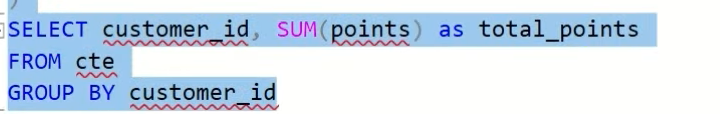 )
SELECT customer_id, SUM(points) as total_points
FROM cte
GROUP BY customer_id